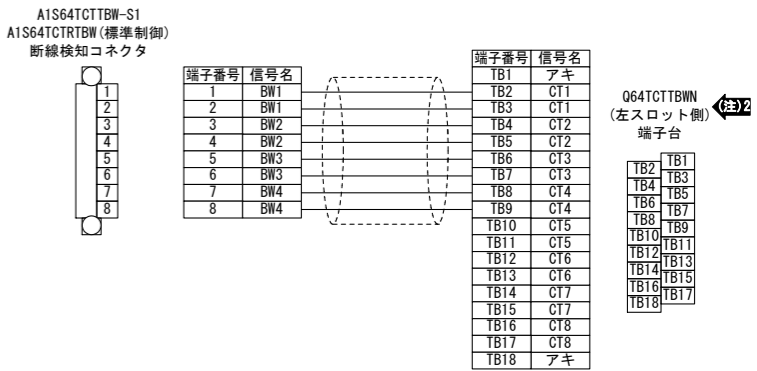 A1S64TCTTBW-S1
A1S64TCTRTBW(標準制御)
断線検知コネクタ
1
2
3
4
5
6
7
8
端子番号 信号名
1 BW1
2 BW1
3 BW2
4 BW2
5 BW3
6 BW3
7 BW4
8 BW4
端子番号 信号名
TB1 アキ
TB2 CT1
TB3 CT1
TB4 CT2
TB5 CT2
TB6 CT3
TB7 CT3
TB8 CT4
TB9 CT4
TB10 CT5
TB11 CT5
TB12 CT6
TB13 CT6
TB14 CT7
TB15 CT7
TB16 CT8
TB17 CT8
TB18 アキ
Q64TCTTBWN
(左スロット側) (注)2
端子台
TB1
TB2
TB3
TB4
TB5
TB6
TB7
TB8
TB9
TB10
TB11
TB12
TB13
TB14
TB15
TB16
TB17
TB18